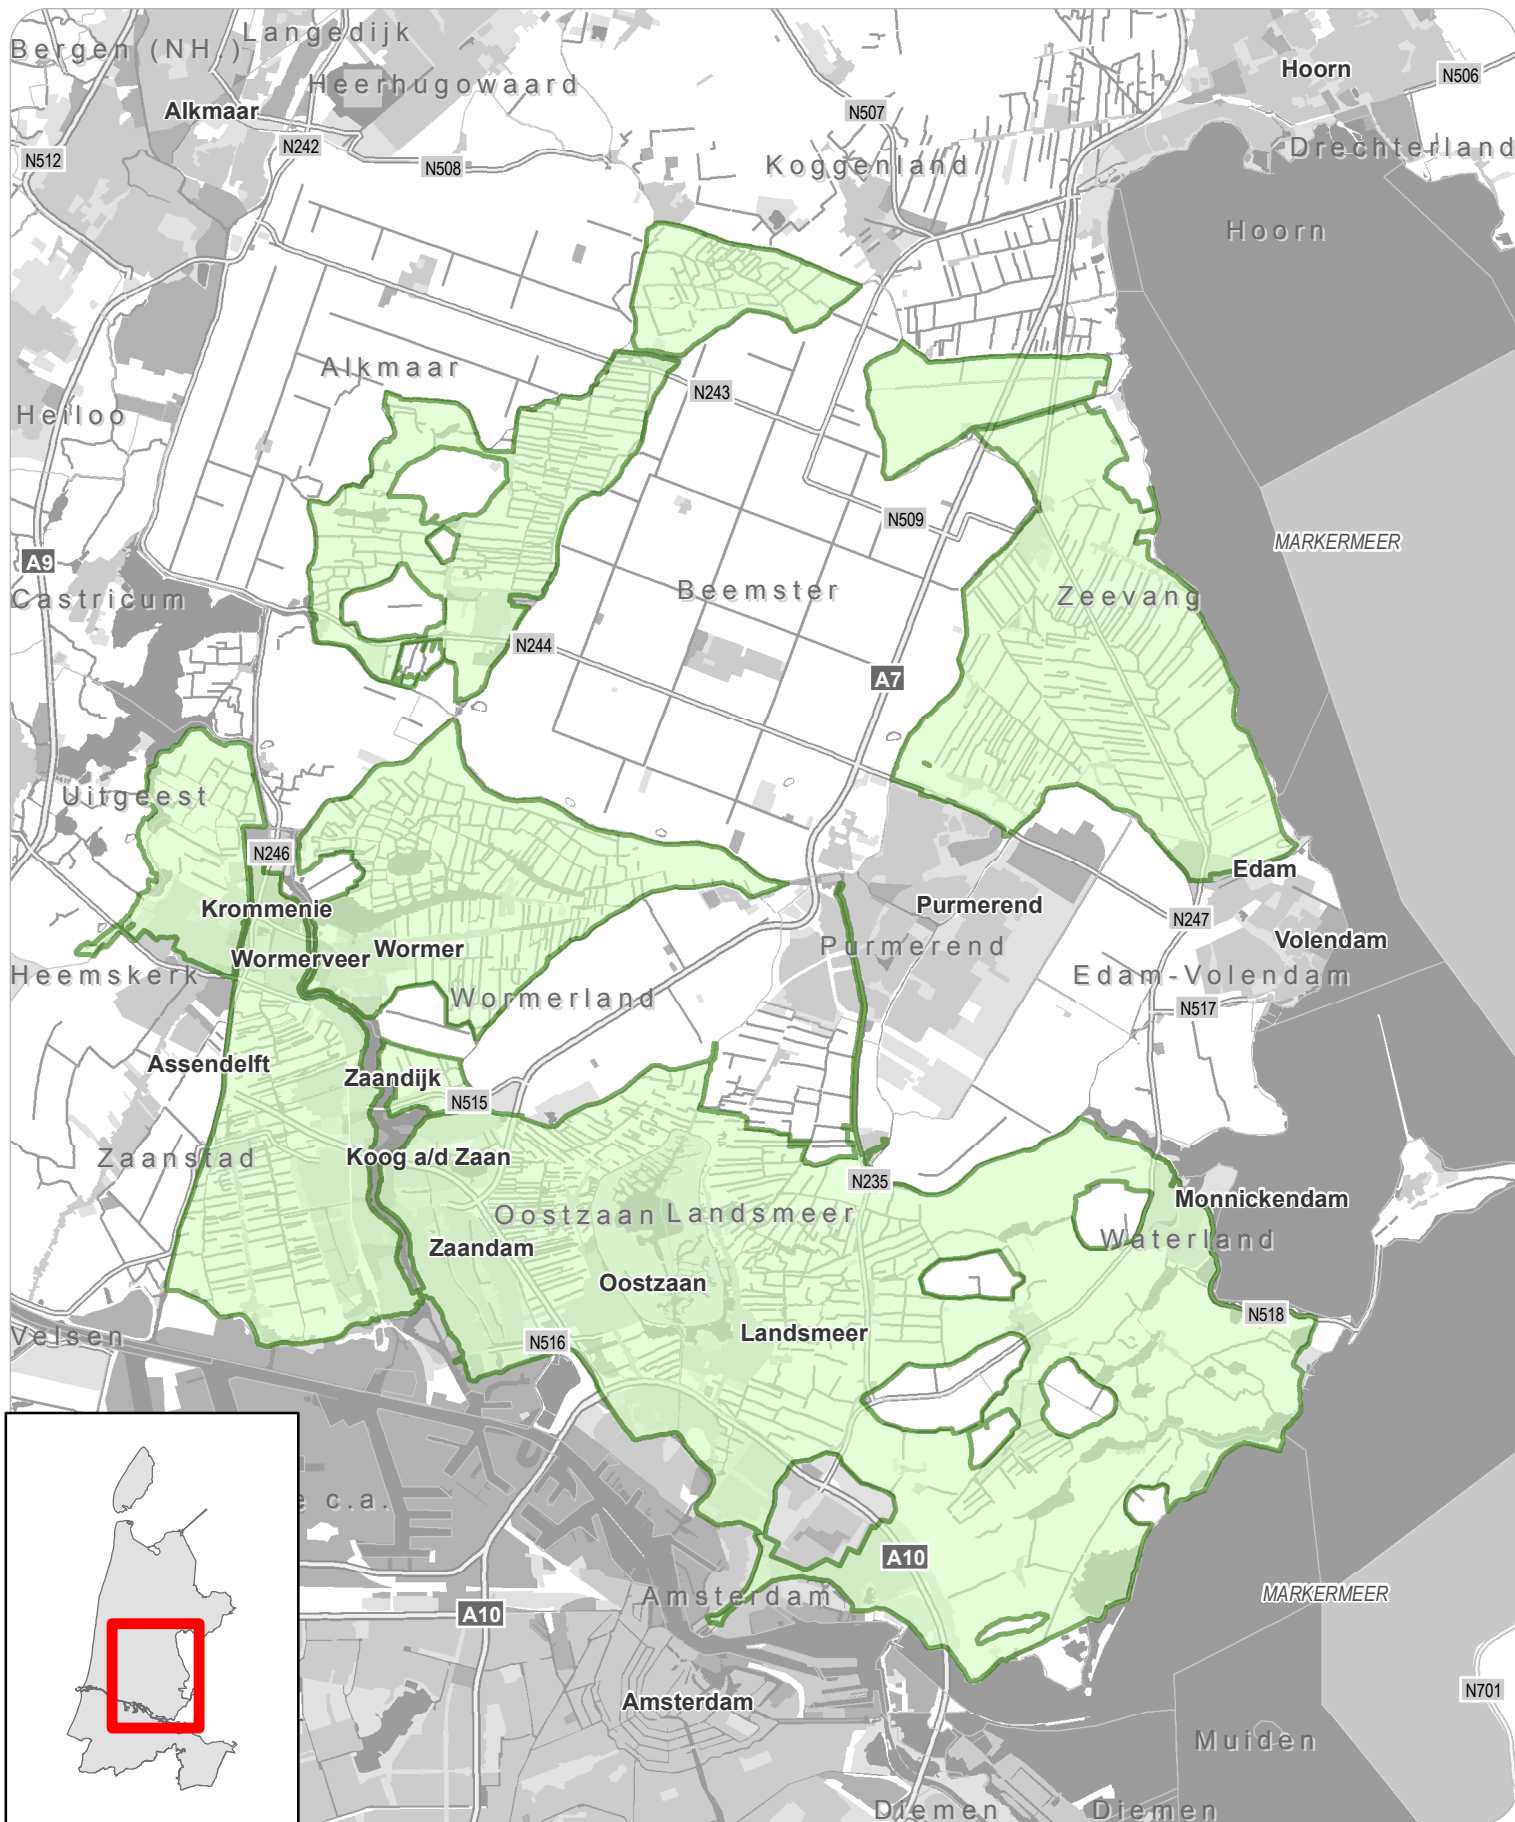 Bergen (NH.)
Langedijk
Heerhugowaard
Hoorn
N506
Alkmaar
N507
N242
N512
N508
Koggenland
Drechterland
Hoorn
Alkmaar
N243
Heiloo
N509
MARKERMEER
A9
Castricum
Beemster
Zeevang
N244
A7
Uitgeest
N246
Edam
Krommenie
Purmerend
N247
Wormerveer
Wormer
Purmerend
Volendam
Heemskerk
Wormerland
Edam-Volendam
N517
Assendelft
Zaandijk
N515
Zaanstad
Koog a/d Zaan
N235
Monnickendam
Oostzaan
Landsmeer
Waterland
Zaandam
Oostzaan
N518
Velsen
N516
Landsmeer
e c.a.
A10
Amsterdam
MARKERMEER
A10
Amsterdam
N701
Muiden
Diemen
Diemen